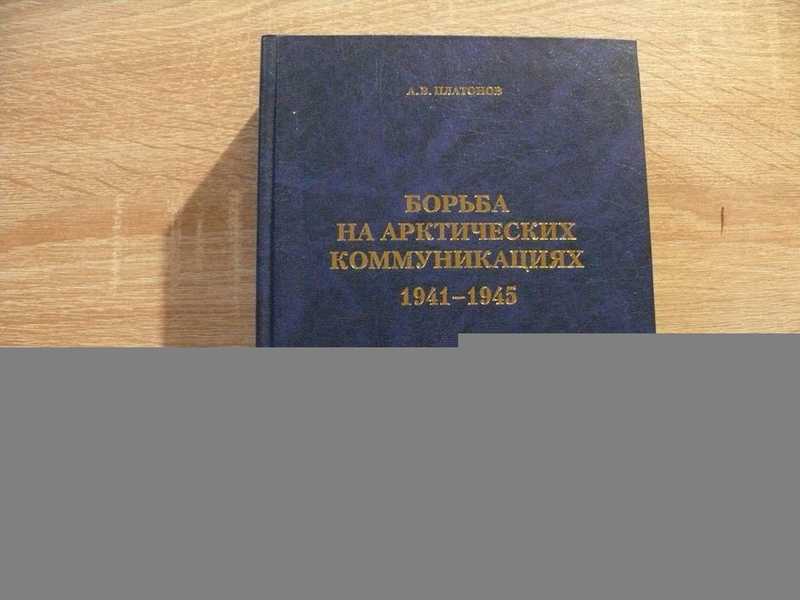 А.В. ПЛАТОНОВ
БОРЬБА
НА АРКТИЧЕСКИХ
КОММУНИКАЦИЯХ
1941–1945